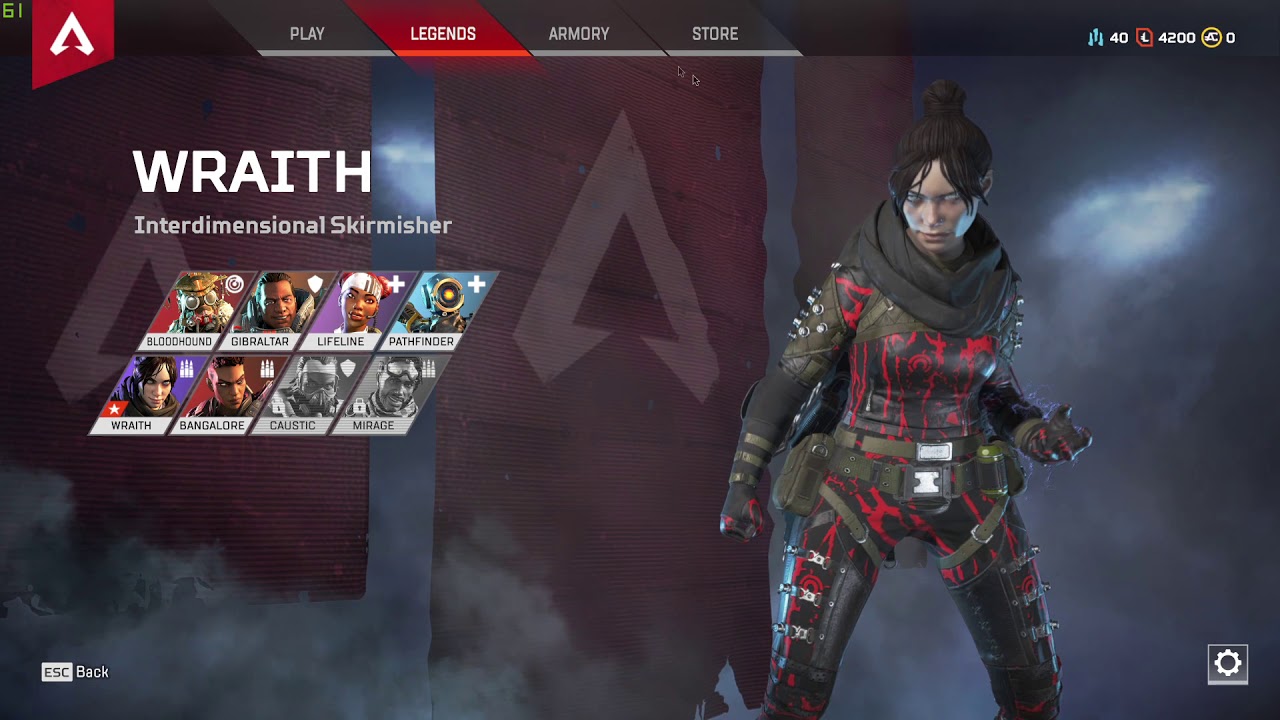 61
PLAY LEGENDS ARMORY STORE
40 4200 0
WRAITH
Interdimensional Skirmisher
BLOODHOUND GIBRALTAR LIFELINE PATHFINDER
WRAITH BANGALORE CAUSTIC MIRAGE
ESC Back